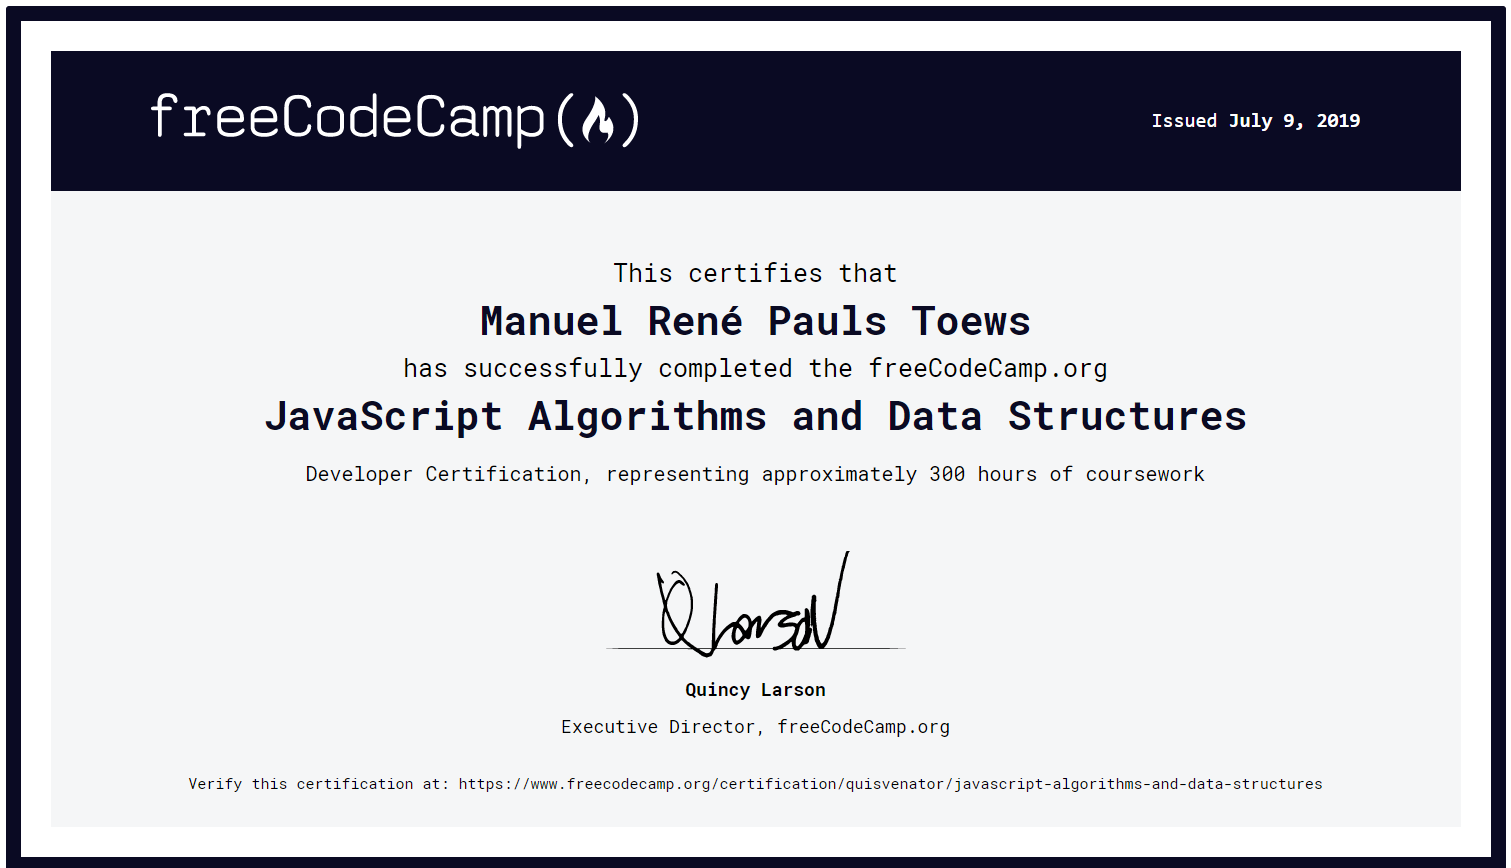 freeCodeCamp
Issued July 9, 2019
This certifies that
Manuel René Pauls Toews
has successfully completed the freeCodeCamp.org
JavaScript Algorithms and Data Structures
Developer Certification, representing approximately 300 hours of coursework
Q Larson
Quincy Larson
Executive Director, freeCodeCamp.org
Verify this certification at: https://www.freecodecamp.org/certification/quisvenator/javascript-algorithms-and-data-structures